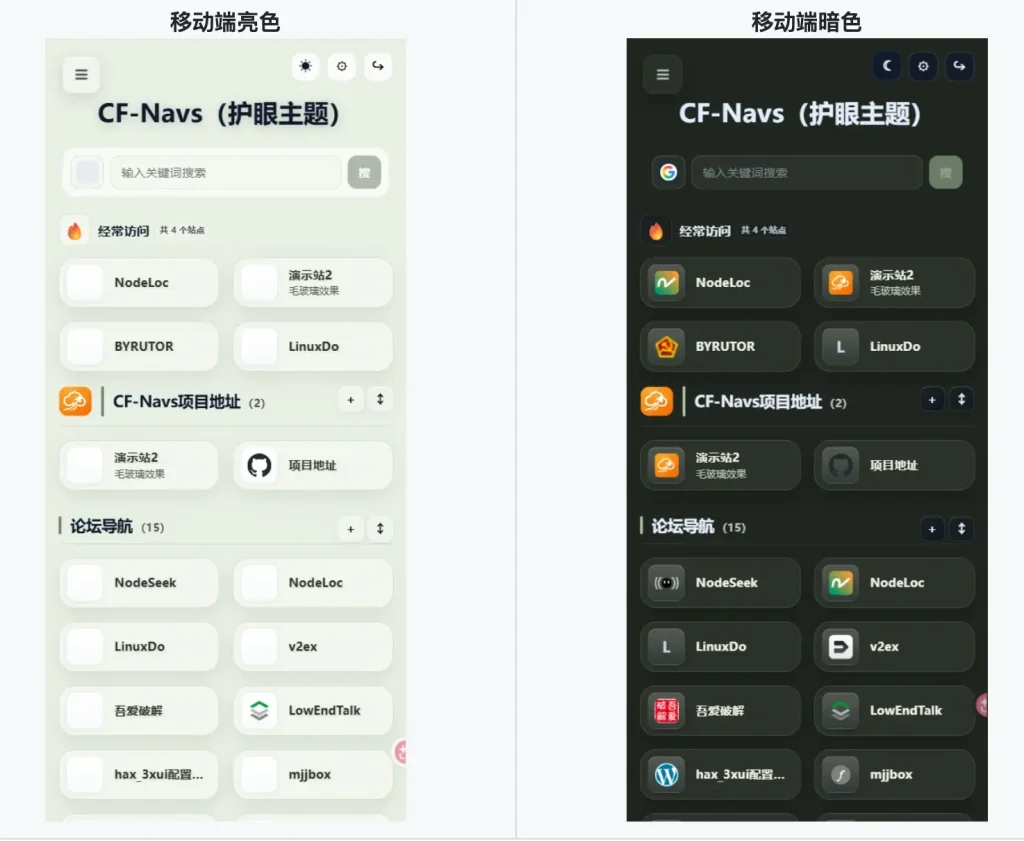 移动端亮色
CF-Navs（护眼主题）
输入关键词搜索
搜
经常访问 共 4 个站点
NodeLoc
演示站2
毛玻璃效果
BYRUTOR
LinuxDo
CF-Navs项目地址 (2)
+
演示站2
毛玻璃效果
项目地址
论坛导航 (15)
+
NodeSeek
NodeLoc
LinuxDo
v2ex
吾爱破解
LowEndTalk
hax_3xui配置...
mjjbox
移动端暗色
CF-Navs（护眼主题）
G
输入关键词搜索
搜
经常访问 共 4 个站点
NodeLoc
演示站2
毛玻璃效果
BYRUTOR
L
LinuxDo
CF-Navs项目地址 (2)
+
演示站2
毛玻璃效果
项目地址
论坛导航 (15)
+
NodeSeek
NodeLoc
L
LinuxDo
v2ex
吾爱破解
吾爱破解
LowEndTalk
W
hax_3xui配置...
f
mjjbox